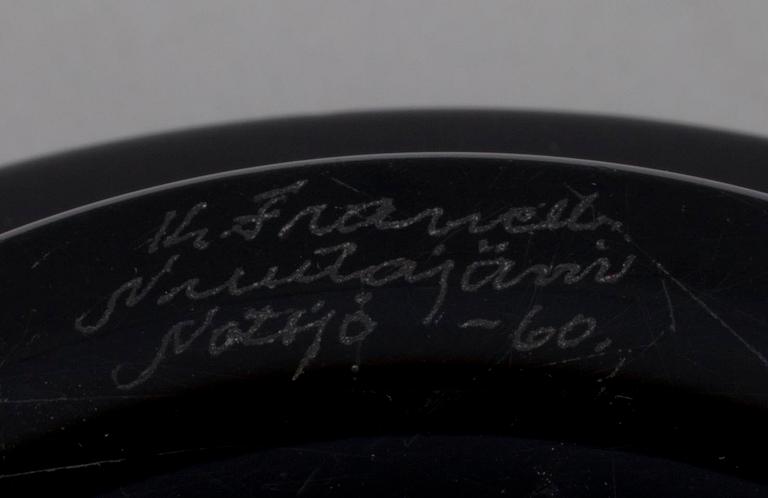 K. Franck.
Nuutajärvi
Notsjö -60.